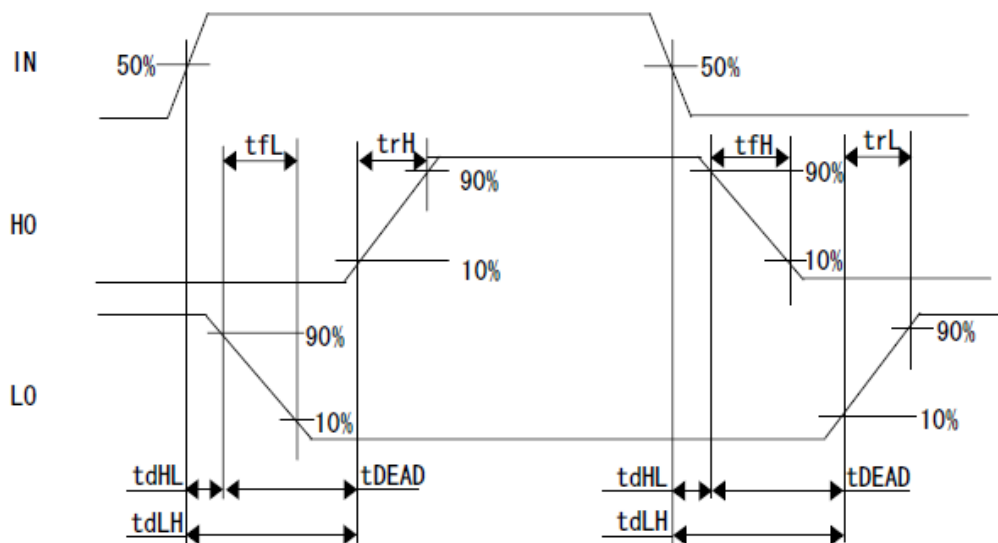 IN
50%
50%
tfL
trH
tfH
trL
HO
90%
90%
10%
10%
90%
90%
LO
10%
10%
tdHL
tDEAD
tdHL
tDEAD
tdLH
tdLH